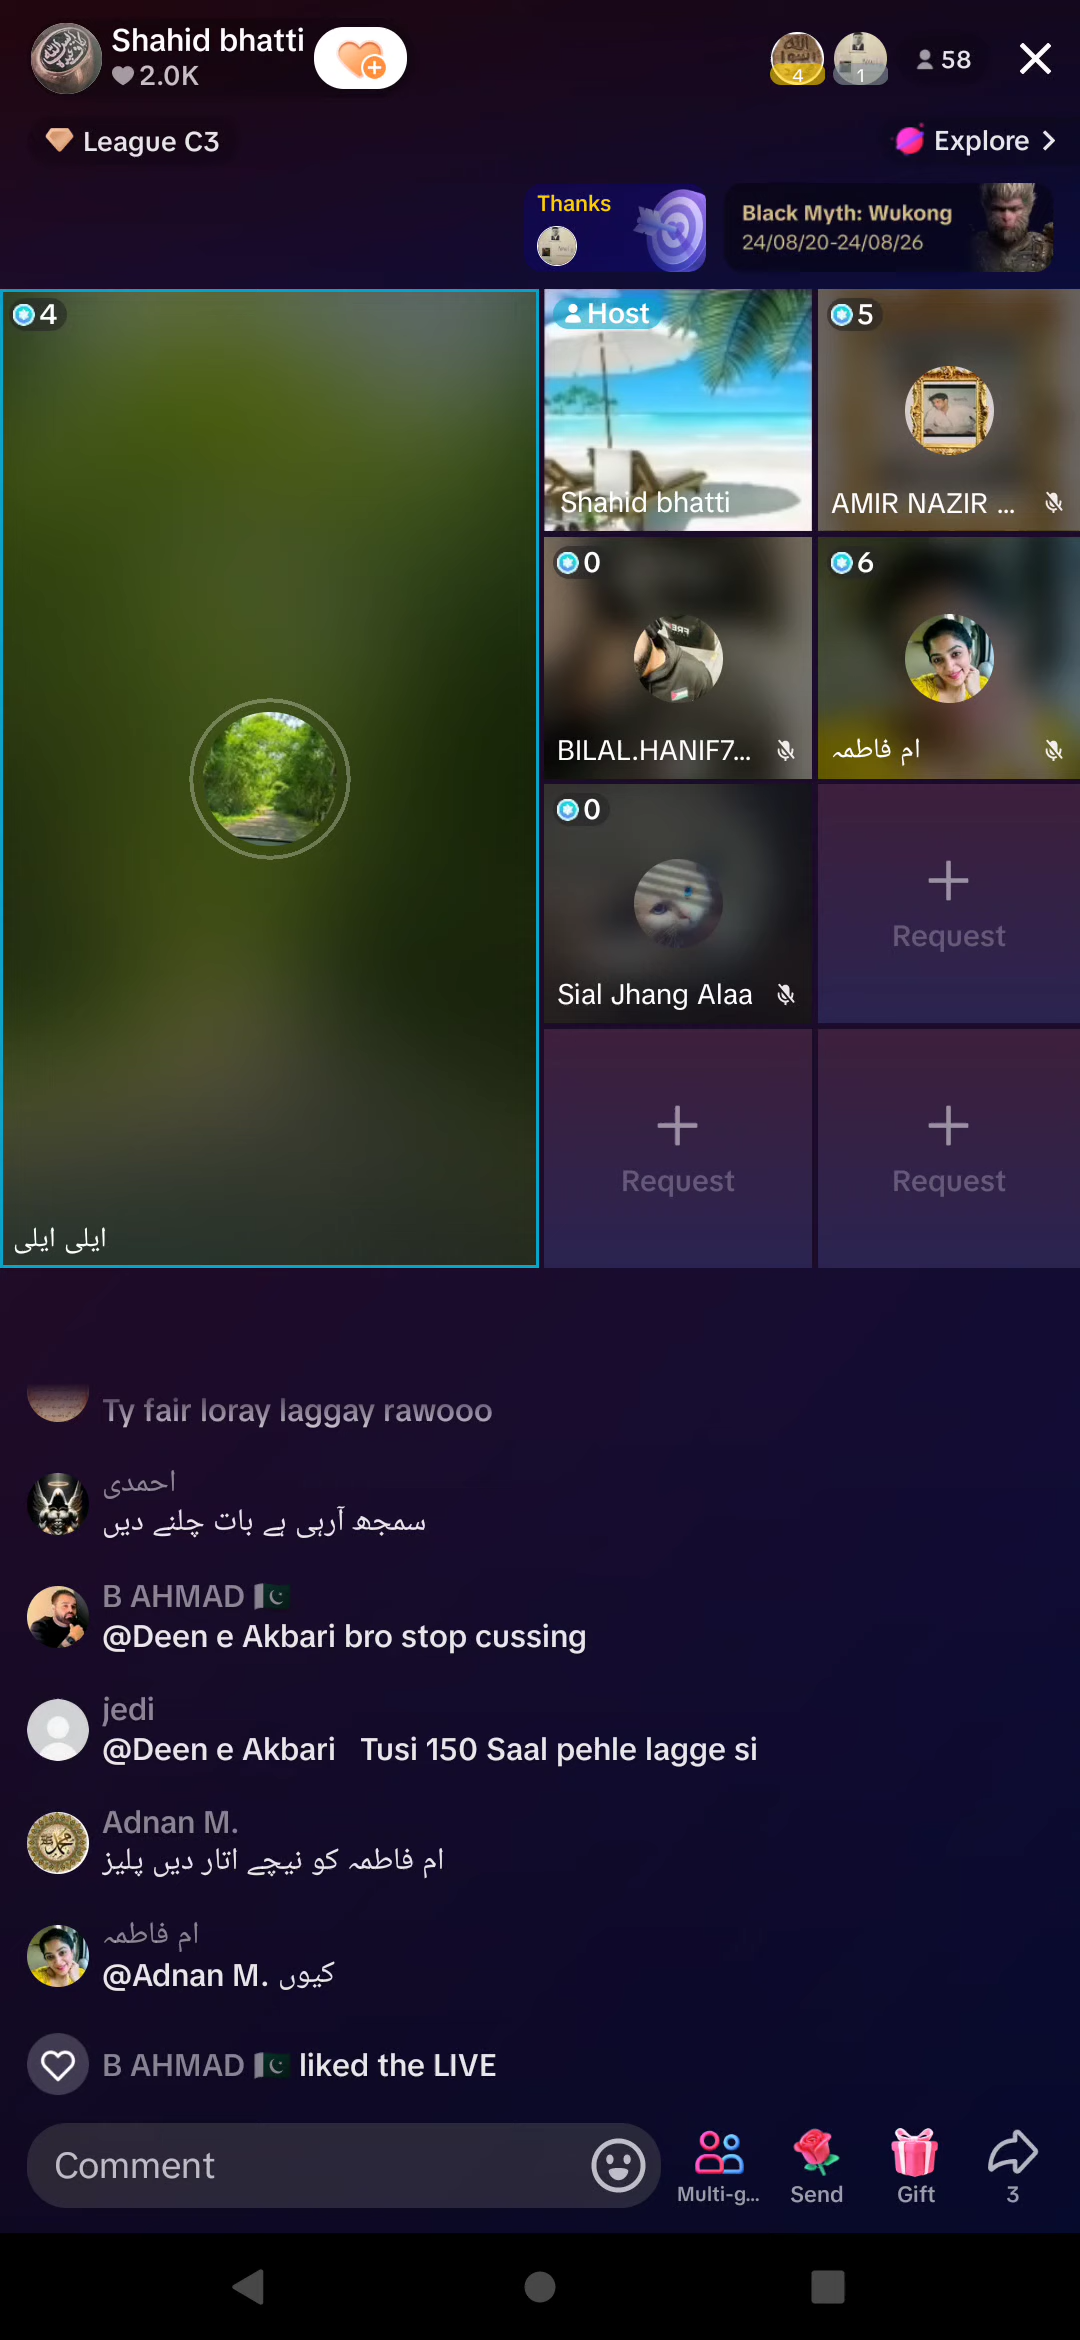 Shahid bhatti
2.0K
4
1
58
League C3
Explore
Thanks
Black Myth: Wukong
24/08/20-24/08/26
4
ایلی ایلی
Host
Shahid bhatti
5
AMIR NAZIR ...
0
BILAL.HANIF7...
6
ام فاطمہ
0
Sial Jhang Alaa
Request
Request
Request
Ty fair loray laggay rawooo
احمدی
سمجھ آرہی ہے بات چلنے دیں
B AHMAD
@Deen e Akbari bro stop cussing
jedi
@Deen e Akbari Tusi 150 Saal pehle lagge si
Adnan M.
ام فاطمہ کو نیچے اتار دیں پلیز
ام فاطمہ
@Adnan M. کیوں
B AHMAD liked the LIVE
Comment
Multi-g...
Send
Gift
3